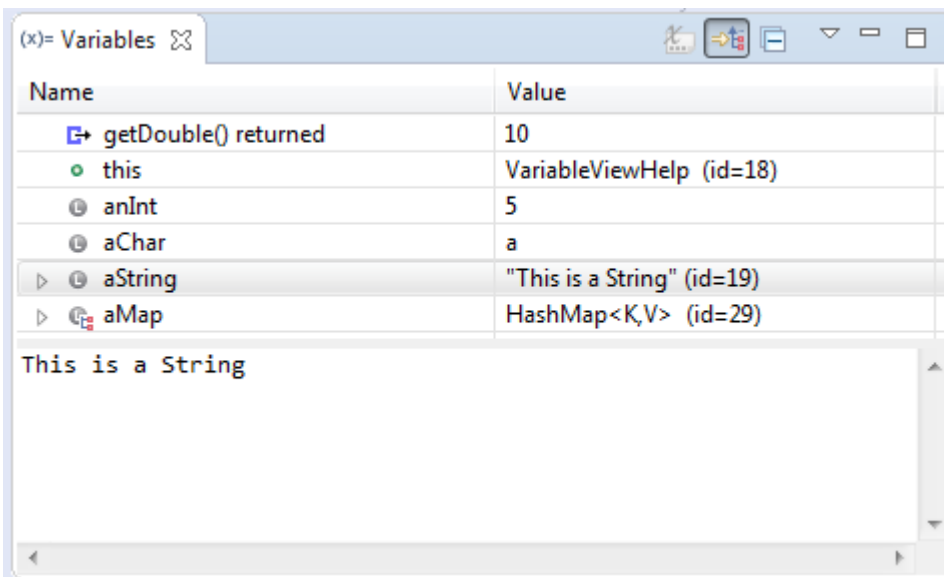 (x)= Variables
Name Value
getDouble() returned 10
this VariableViewHelp (id=18)
anInt 5
aChar a
aString "This is a String" (id=19)
aMap HashMap<K,V> (id=29)
This is a String